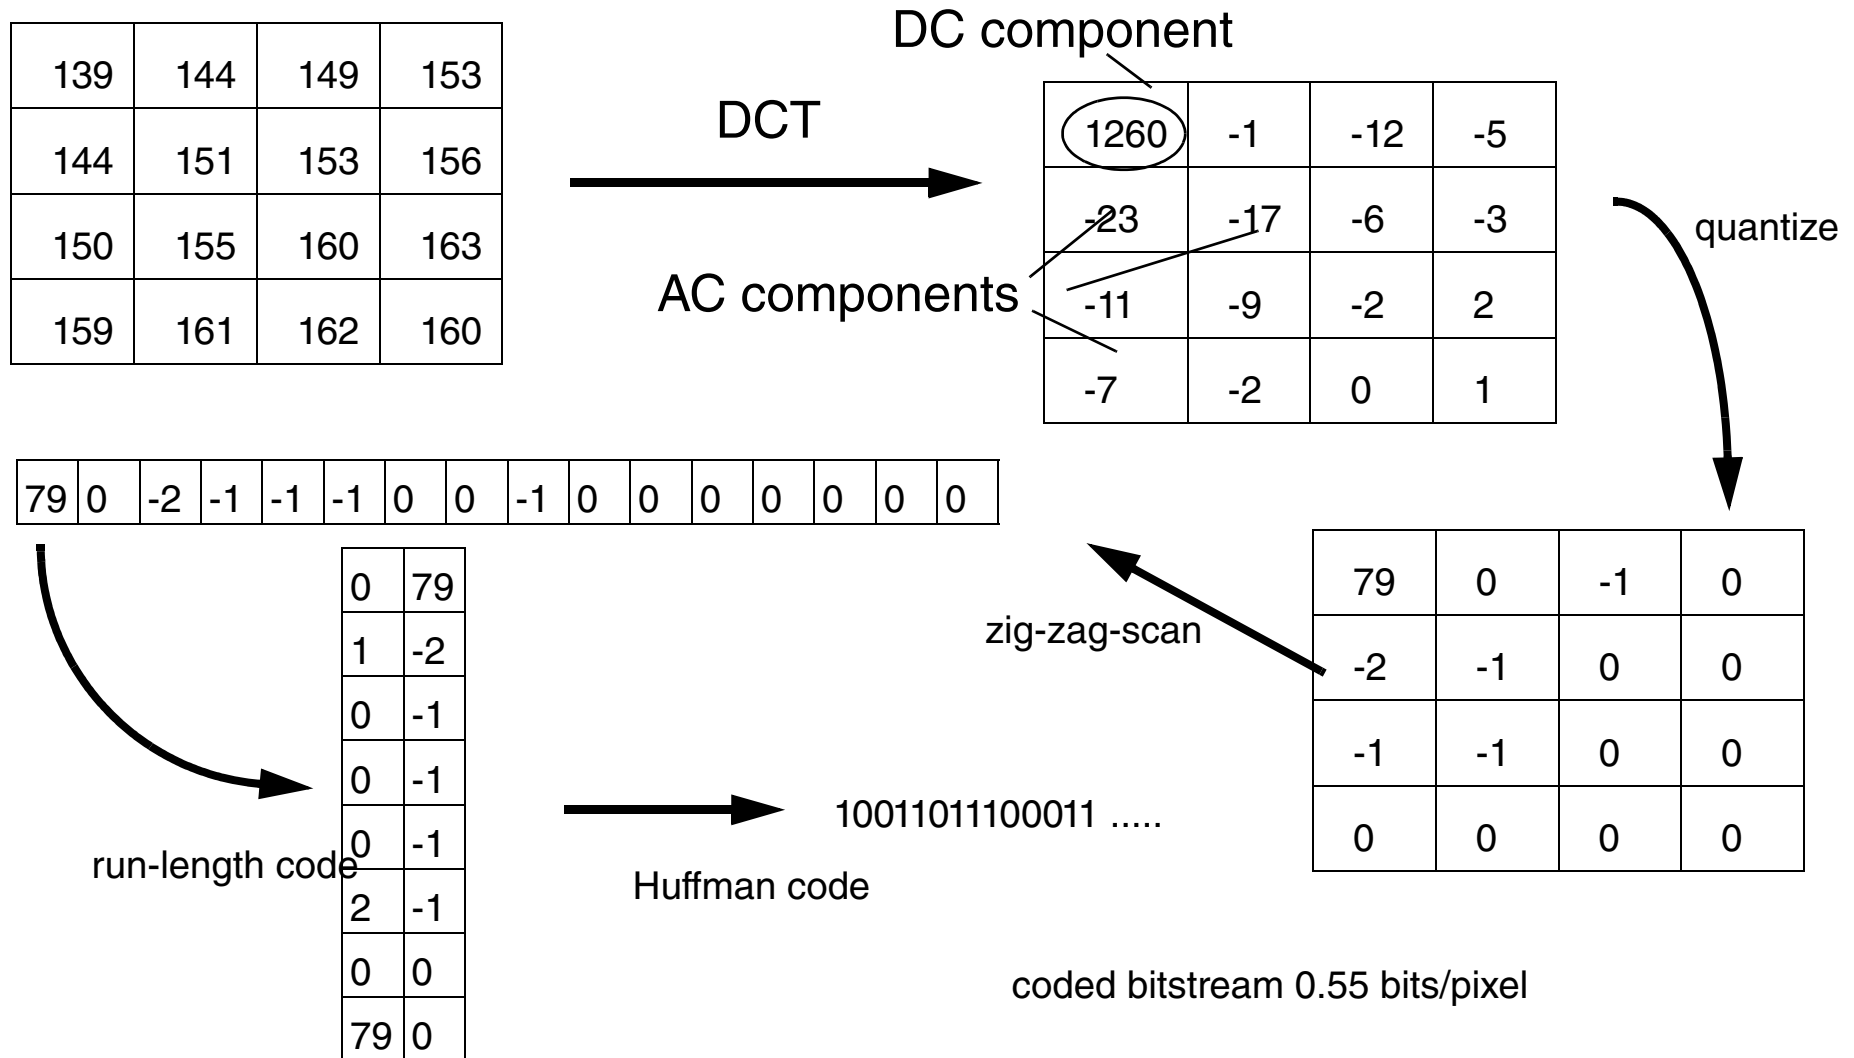 139 144 149 153
144 151 153 156
150 155 160 163
159 161 162 160
DCT
DC component
1260 -1 -12 -5
-23 -17 -6 -3
-11 -9 -2 2
-7 -2 0 1
AC components
quantize
79 0 -1 0
-2 -1 0 0
-1 -1 0 0
0 0 0 0
zig-zag-scan
79 0 -2 -1 -1 -1 0 0 -1 0 0 0 0 0 0 0
run-length code
0 79
1 -2
0 -1
0 -1
0 -1
2 -1
0 0
79 0
Huffman code
10011011100011 .....
coded bitstream 0.55 bits/pixel